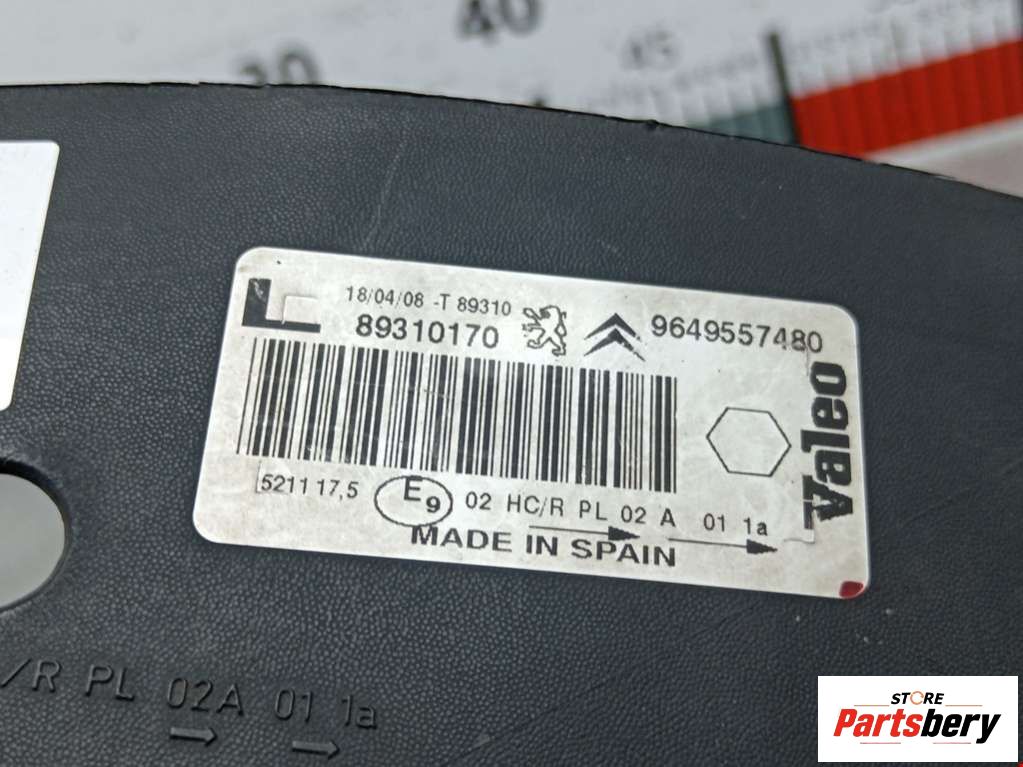 30 40 45
L 18/04/08 -T 89310
89310170 9649557480
Valeo
5211 17,5 E9 02 HC/R PL 02 A 01 1a
MADE IN SPAIN
/R PL 02A 01 1a
STORE
Partsbery